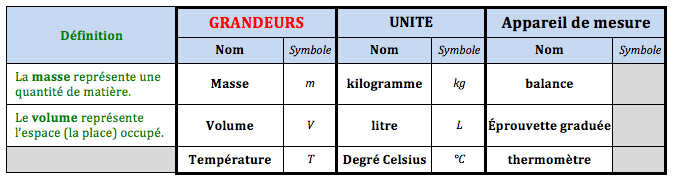 Définition GRANDEURS UNITE Appareil de mesure
Nom Symbole Nom Symbole Nom Symbole
La masse représente une
quantité de matière. Masse m kilogramme kg balance
Le volume représente
l'espace (la place) occupé. Volume V litre L Éprouvette graduée
Température T Degré Celsius °C thermomètre